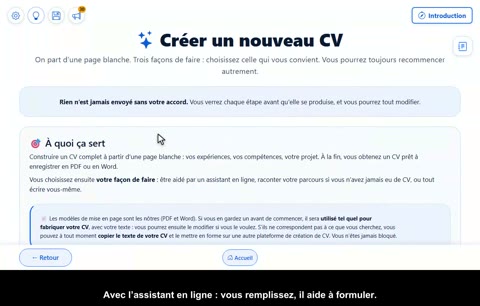 Introduction
Créer un nouveau CV
On part d'une page blanche. Trois façons de faire : choisissez celle qui vous convient. Vous pourrez toujours recommencer
autrement.
Rien n'est jamais envoyé sans votre accord. Vous verrez chaque étape avant qu'elle se produise, et vous pourrez tout modifier.
À quoi ça sert
Construire un CV complet à partir d'une page blanche : vos expériences, vos compétences, votre projet. À la fin, vous obtenez un CV prêt à
enregistrer en PDF ou en Word.
Vous choisissez ensuite votre façon de faire : être aidé par un assistant en ligne, raconter votre parcours si vous n'avez jamais eu de CV, ou tout
écrire vous-même.
Les modèles de mise en page sont les nôtres (PDF et Word). Si vous en gardez un avant de commencer, il sera utilisé tel quel pour
fabriquer votre CV, avec votre texte : vous pourrez ensuite le modifier si vous le voulez. S'ils ne correspondent pas à ce que vous cherchez, vous
pouvez à tout moment copier le texte de votre CV et le mettre en forme sur une autre plateforme de création de CV. Vous n'êtes jamais bloqué.
← Retour
Accueil
Avec l'assistant en ligne : vous remplissez, il aide à formuler.